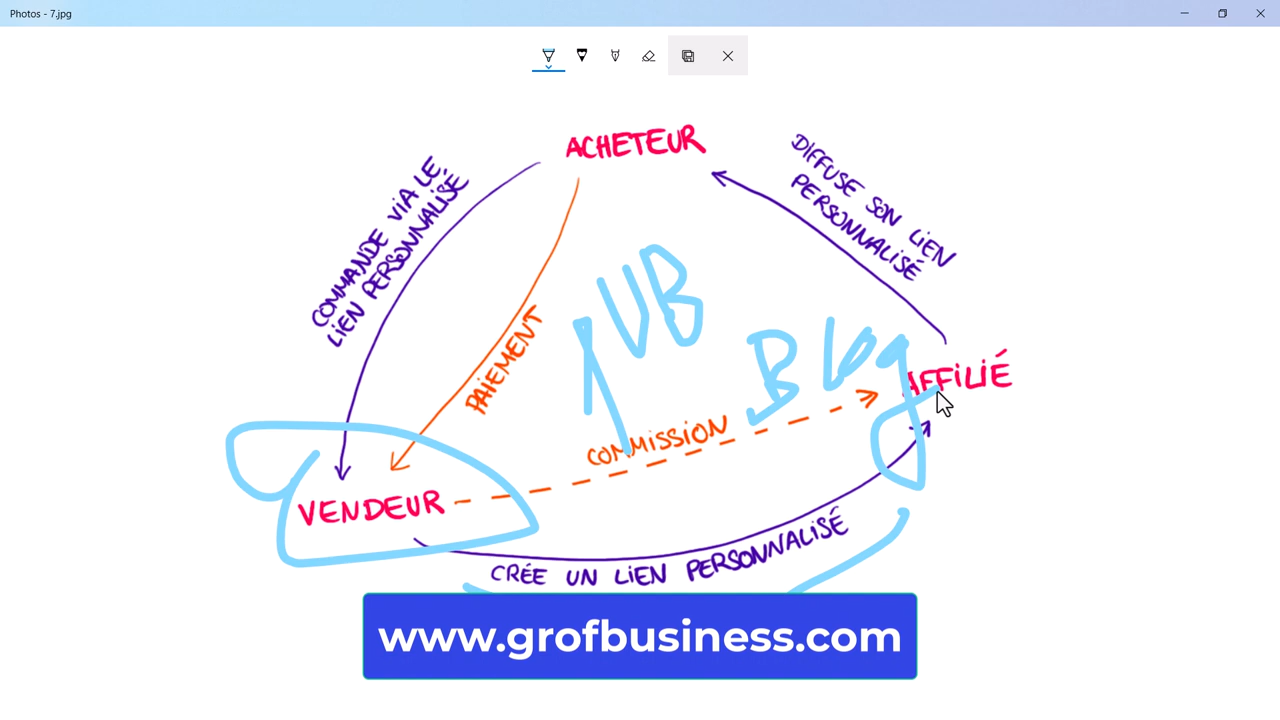 Photos - 7.jpg
ACHETEUR
DIFFUSE SON LIEN
PERSONNALISÉ
COMMANDE VIA LE
LIEN PERSONNALISÉ
PAIEMENT
Blog
AFFILIÉ
COMMISSION
VENDEUR
CRÉE UN LIEN PERSONNALISÉ
www.grofbusiness.com